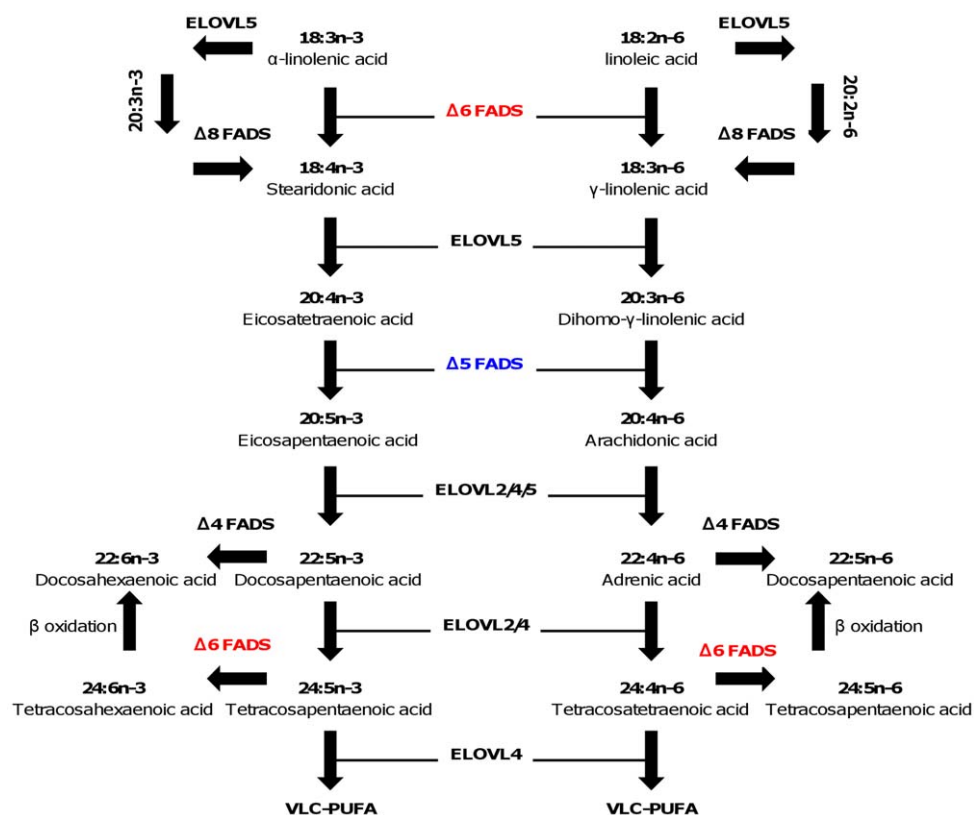 ELOVL5
ELOVL5
18:3n-3
α-linolenic acid
18:2n-6
linoleic acid
20:3n-3
20:2n-6
Δ6 FADS
Δ8 FADS
Δ8 FADS
18:4n-3
Stearidonic acid
18:3n-6
γ-linolenic acid
ELOVL5
20:4n-3
Eicosatetraenoic acid
20:3n-6
Dihomo-γ-linolenic acid
Δ5 FADS
20:5n-3
Eicosapentaenoic acid
20:4n-6
Arachidonic acid
ELOVL2/4/5
Δ4 FADS
Δ4 FADS
22:6n-3
Docosahexaenoic acid
22:5n-3
Docosapentaenoic acid
22:4n-6
Adrenic acid
22:5n-6
Docosapentaenoic acid
β oxidation
ELOVL2/4
β oxidation
Δ6 FADS
Δ6 FADS
24:6n-3
Tetracosahexaenoic acid
24:5n-3
Tetracosapentaenoic acid
24:4n-6
Tetracosatetraenoic acid
24:5n-6
Tetracosapentaenoic acid
ELOVL4
VLC-PUFA
VLC-PUFA